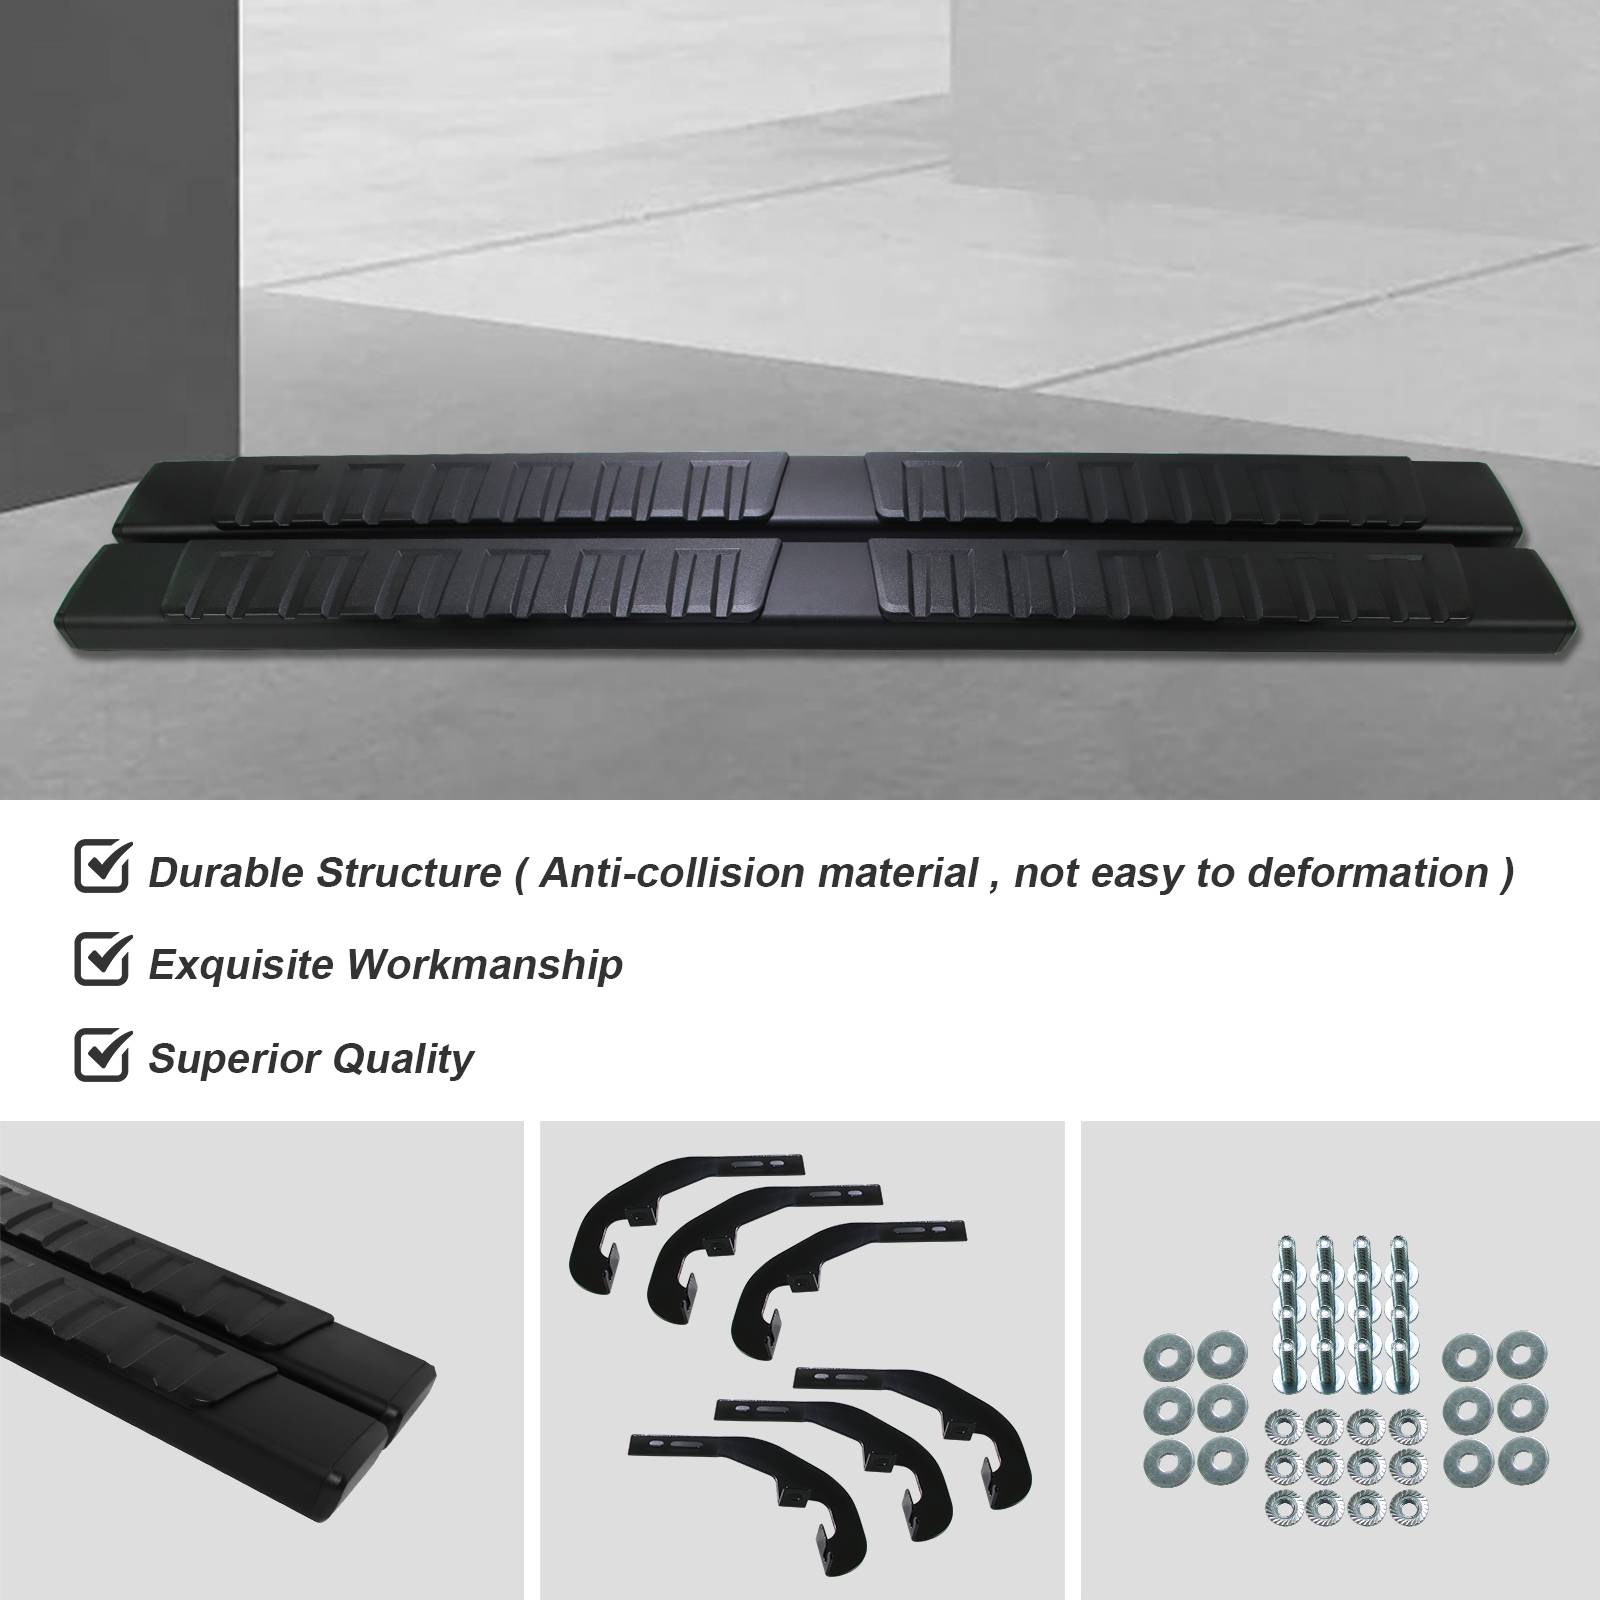 Durable Structure ( Anti-collision material , not easy to deformation )
Exquisite Workmanship
Superior Quality